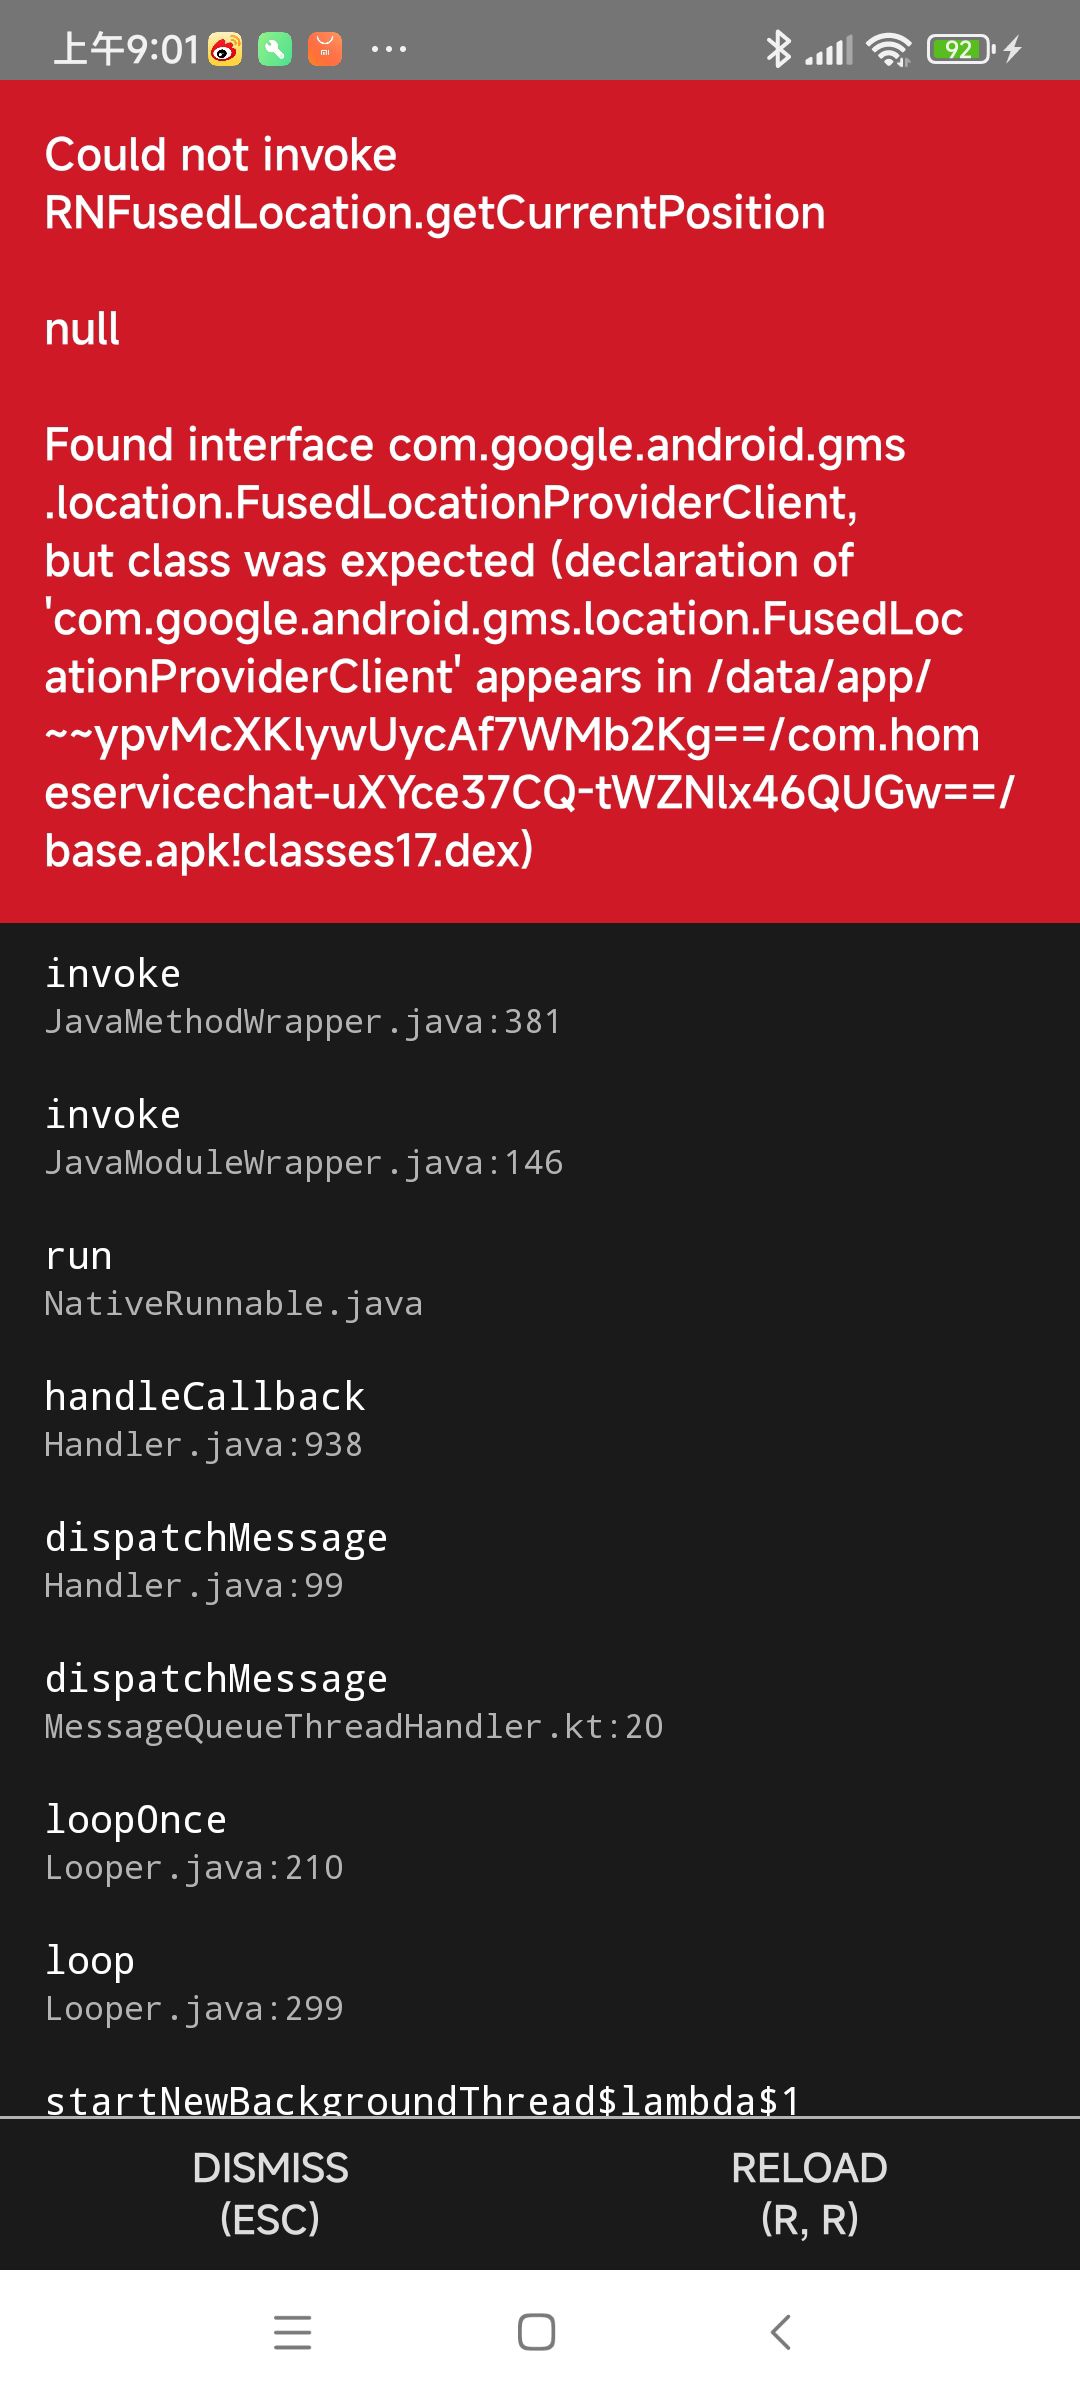 上午9:01
92
Could not invoke
RNFusedLocation.getCurrentPosition
null
Found interface com.google.android.gms
.location.FusedLocationProviderClient,
but class was expected (declaration of
'com.google.android.gms.location.FusedLoc
ationProviderClient' appears in /data/app/
~~ypvMcXKlywUycAf7WMb2Kg==/com.hom
eservicechat-uXYce37CQ-tWZNlx46QUGw==/
base.apk!classes17.dex)
invoke
JavaMethodWrapper.java:381
invoke
JavaModuleWrapper.java:146
run
NativeRunnable.java
handleCallback
Handler.java:938
dispatchMessage
Handler.java:99
dispatchMessage
MessageQueueThreadHandler.kt:20
loopOnce
Looper.java:210
loop
Looper.java:299
startNewBackgroundThread$lambda$1
DISMISS
(ESC)
RELOAD
(R, R)